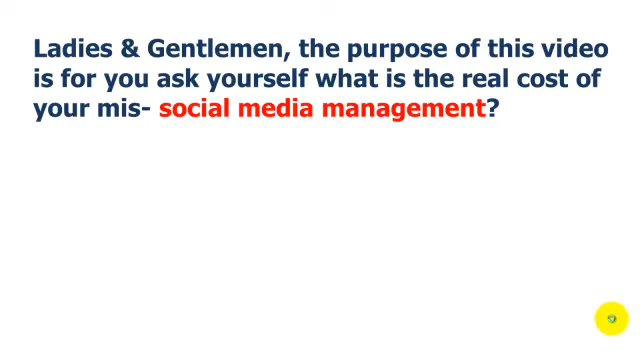 Ladies & Gentlemen, the purpose of this video
is for you ask yourself what is the real cost of
your mis- social media management?